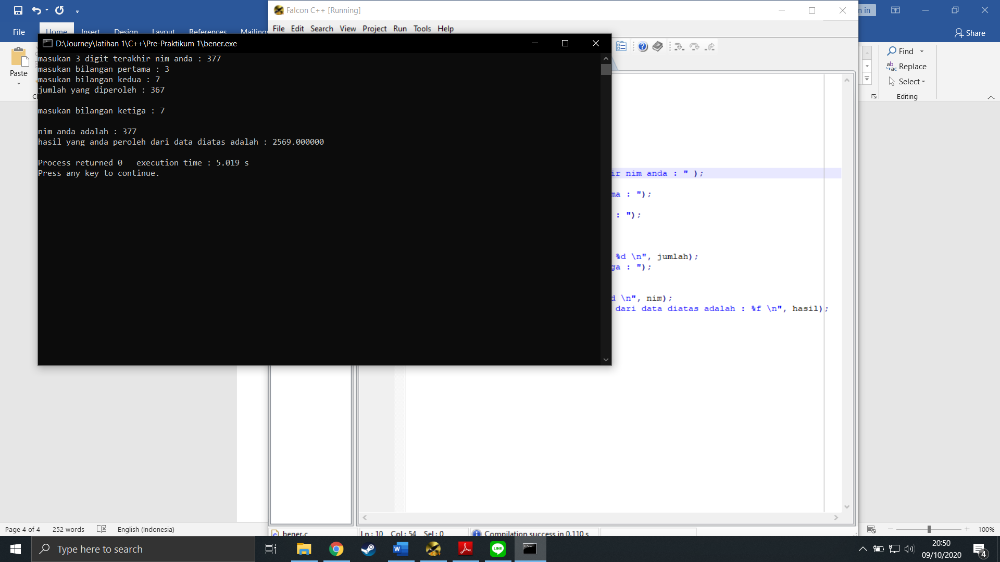 Falcon C++ [Running]
File
Home
Insert
Design
Layout
References
Mailing
Share
File Edit Search View Project Run Tools Help
D:\Journey\latihan 1\C++\Pre-Praktikum 1\bener.exe
Paste
Find
Replace
Select
Editing
masukan 3 digit terakhir nim anda : 377
masukan bilangan pertama : 3
masukan bilangan kedua : 7
jumlah yang diperoleh : 367
masukan bilangan ketiga : 7
nim anda adalah : 377
hasil yang anda peroleh dari data diatas adalah : 2569.000000
Process returned 0 execution time : 5.019 s
Press any key to continue.
ir nim anda : " );
ma : ");
: ");
%d \n", jumlah);
ga : ");
d \n", nim);
dari data diatas adalah : %f \n", hasil);
bener.c
Ln : 10 Col : 54 Sel : 0
Compilation success in 0.110 s
Page 4 of 4
252 words
English (Indonesia)
100%
Type here to search
LINE
20:50
09/10/2020
4